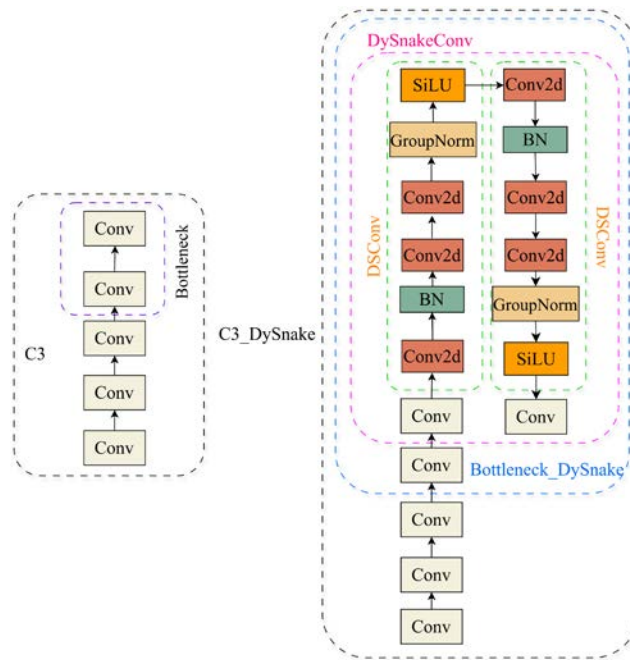 Conv
Conv
Bottleneck
Conv
C3
Conv
Conv
C3_DySnake
DySnakeConv
SiLU
GroupNorm
Conv2d
Conv2d
BN
Conv2d
DSConv
Conv2d
BN
Conv2d
Conv2d
GroupNorm
SiLU
DSConv
Conv
Conv
Conv
Bottleneck_DySnake
Conv
Conv
Conv